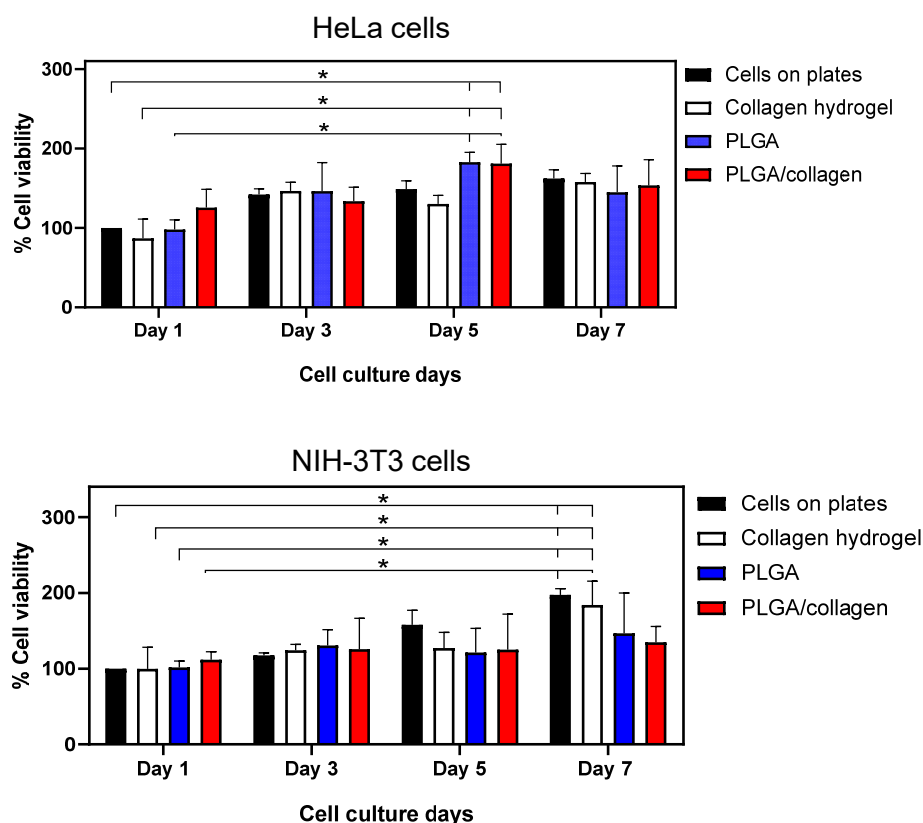 HeLa cells
300
200
100
0
% Cell viability
*
*
*
Cells on plates
Collagen hydrogel
PLGA
PLGA/collagen
Day 1 Day 3 Day 5 Day 7
Cell culture days
NIH-3T3 cells
300
200
100
0
% Cell viability
*
*
*
*
Cells on plates
Collagen hydrogel
PLGA
PLGA/collagen
Day 1 Day 3 Day 5 Day 7
Cell culture days